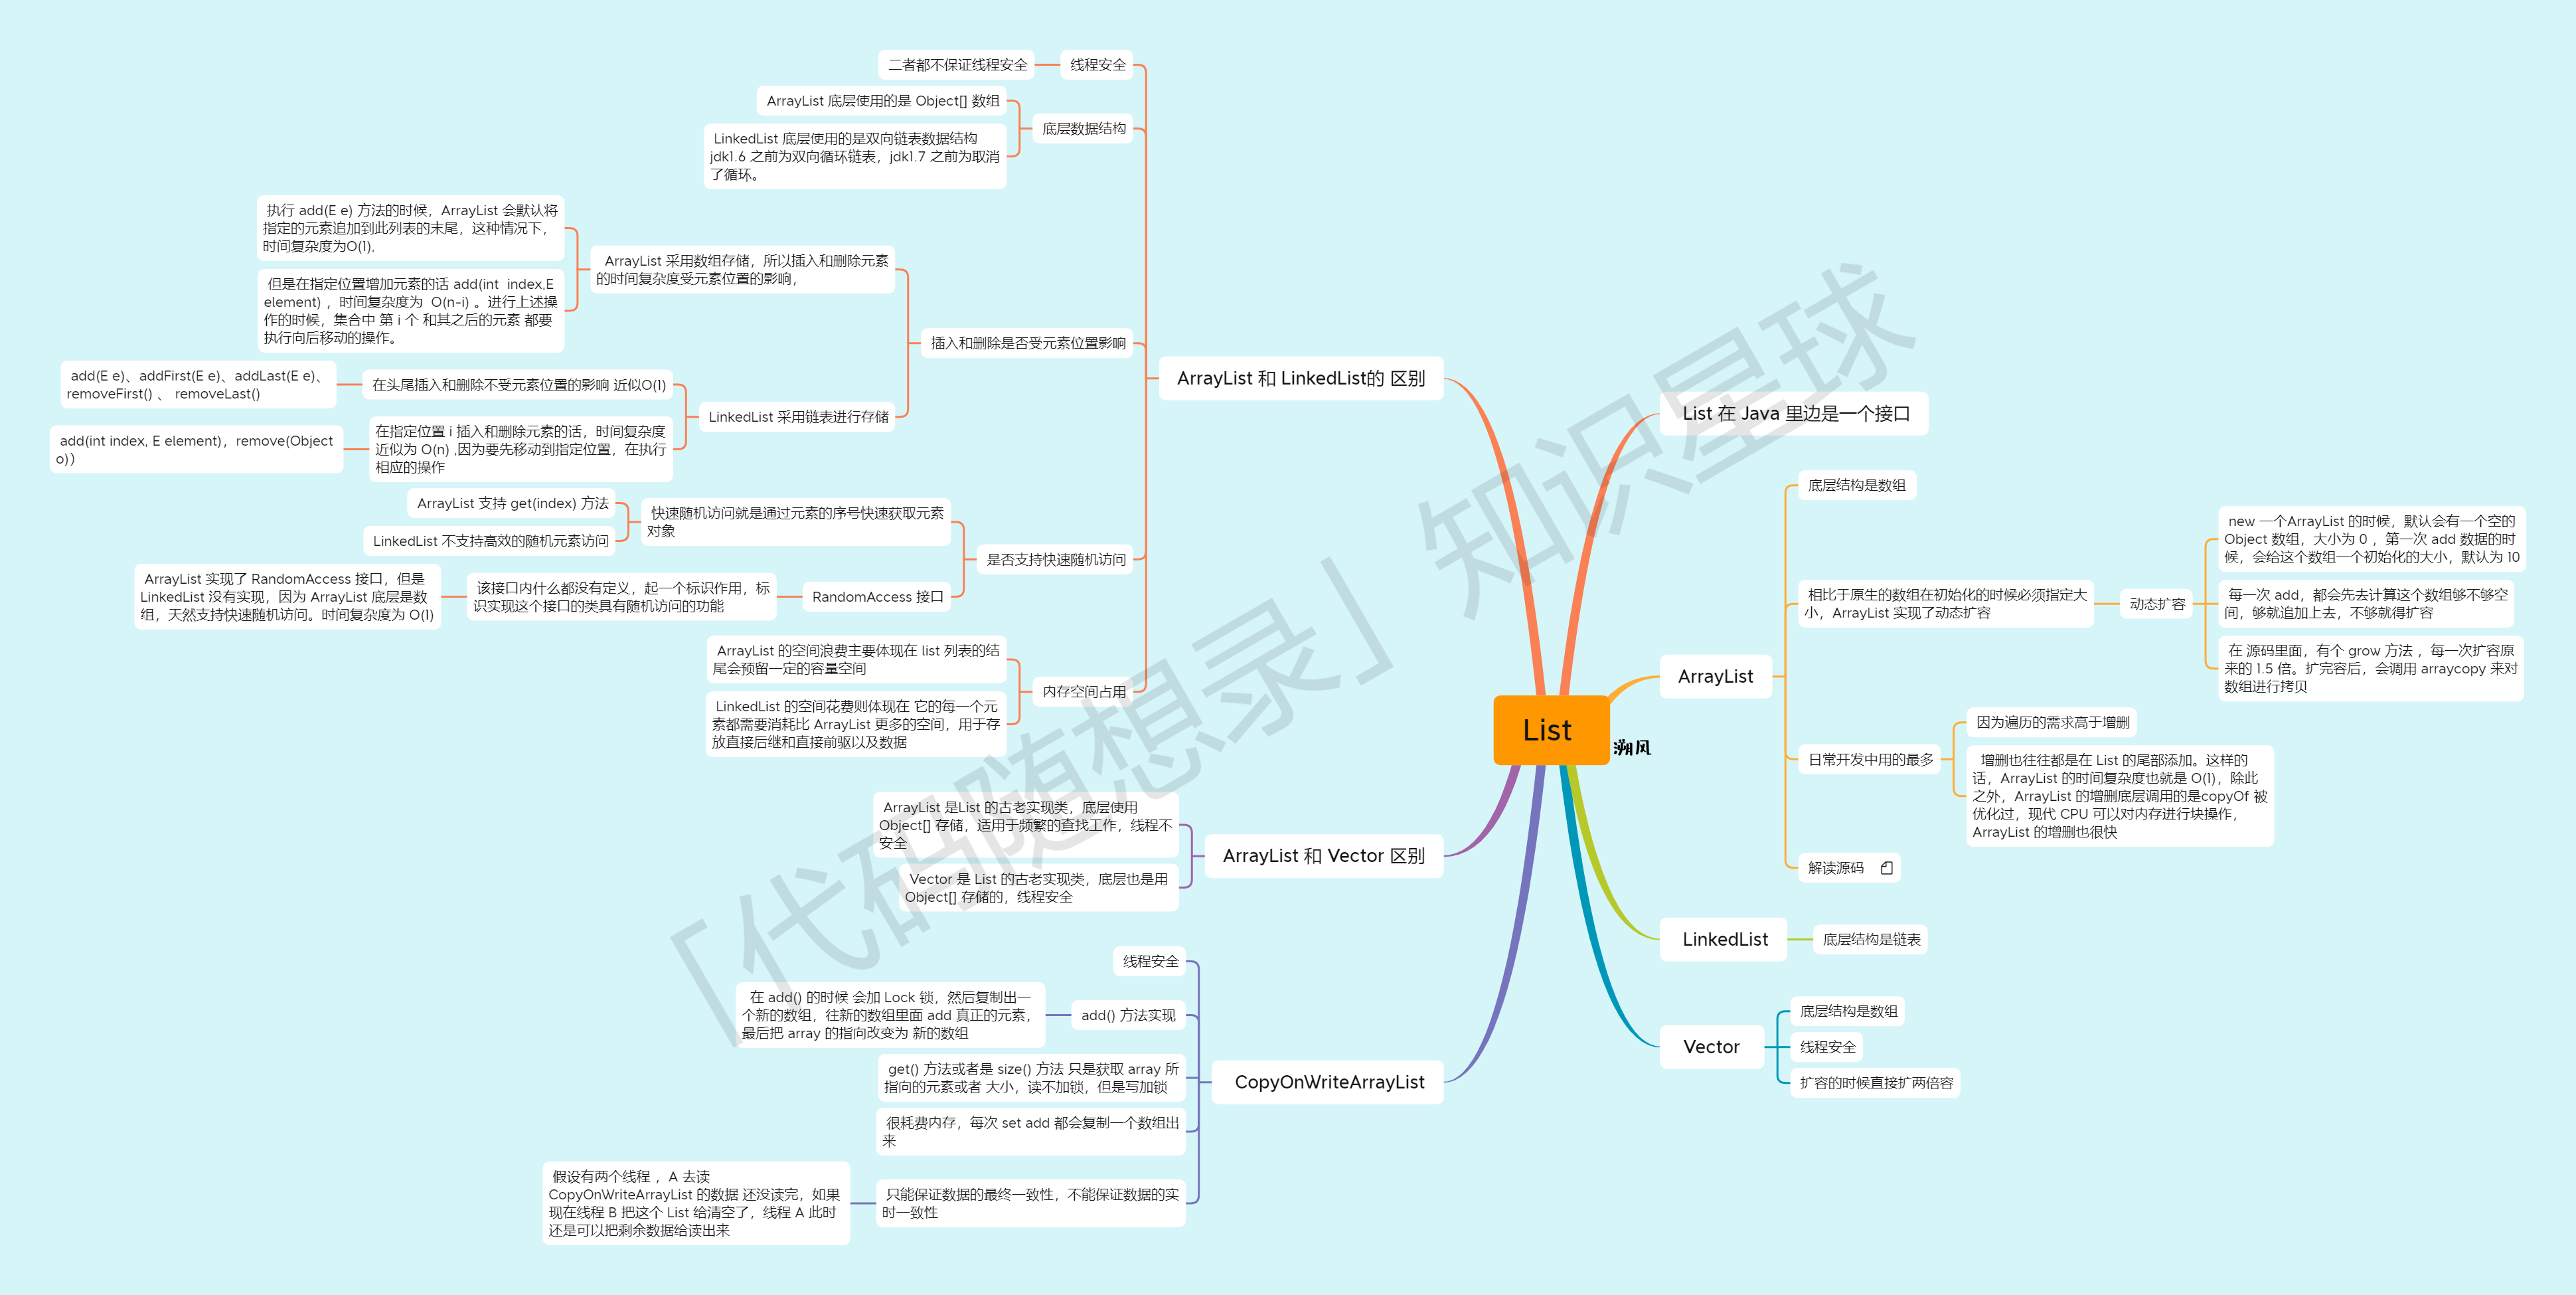 List
朔风
List 在 Java 里边是一个接口
ArrayList
底层结构是数组
相比于原生的数组在初始化的时候必须指定大
小，ArrayList 实现了动态扩容
动态扩容
new 一个ArrayList 的时候，默认会有一个空的
Object 数组，大小为 0 ，第一次 add 数据的时
候，会给这个数组一个初始化的大小，默认为 10
每一次 add，都会先去计算这个数组够不够空
间，够就追加上去，不够就得扩容
在 源码里面，有个 grow 方法 ，每一次扩容原
来的 1.5 倍。扩完容后，会调用 arraycopy 来对
数组进行拷贝
日常开发中用的最多
因为遍历的需求高于增删
增删也往往都是在 List 的尾部添加。这样的
话，ArrayList 的时间复杂度也就是 O(1)，除此
之外，ArrayList 的增删底层调用的是copyOf 被
优化过，现代 CPU 可以对内存进行块操作，
ArrayList 的增删也很快
解读源码
LinkedList
底层结构是链表
Vector
底层结构是数组
线程安全
扩容的时候直接扩两倍容
ArrayList 和 LinkedList的 区别
线程安全
二者都不保证线程安全
底层数据结构
ArrayList 底层使用的是 Object[] 数组
LinkedList 底层使用的是双向链表数据结构
jdk1.6 之前为双向循环链表，jdk1.7 之前为取消
了循环。
插入和删除是否受元素位置影响
ArrayList 采用数组存储，所以插入和删除元素
的时间复杂度受元素位置的影响，
执行 add(E e) 方法的时候，ArrayList 会默认将
指定的元素追加到此列表的末尾，这种情况下，
时间复杂度为O(1),
但是在指定位置增加元素的话 add(int  index,E
element) ，时间复杂度为  O(n-i) 。进行上述操
作的时候，集合中 第 i 个 和其之后的元素 都要
执行向后移动的操作。
LinkedList 采用链表进行存储
在头尾插入和删除不受元素位置的影响 近似O(1)
add(E e)、addFirst(E e)、addLast(E e)、
removeFirst() 、 removeLast()
在指定位置 i 插入和删除元素的话，时间复杂度
近似为 O(n) ,因为要先移动到指定位置，在执行
相应的操作
add(int index, E element)，remove(Object
o)）
是否支持快速随机访问
快速随机访问就是通过元素的序号快速获取元素
对象
ArrayList 支持 get(index) 方法
LinkedList 不支持高效的随机元素访问
RandomAccess 接口
该接口内什么都没有定义，起一个标识作用，标
识实现这个接口的类具有随机访问的功能
ArrayList 实现了 RandomAccess 接口，但是
LinkedList 没有实现，因为 ArrayList 底层是数
组，天然支持快速随机访问。时间复杂度为 O(1)
内存空间占用
ArrayList 的空间浪费主要体现在 list 列表的结
尾会预留一定的容量空间
LinkedList 的空间花费则体现在 它的每一个元
素都需要消耗比 ArrayList 更多的空间，用于存
放直接后继和直接前驱以及数据
ArrayList 和 Vector 区别
ArrayList 是List 的古老实现类，底层使用
Object[] 存储，适用于频繁的查找工作，线程不
安全
Vector 是 List 的古老实现类，底层也是用
Object[] 存储的，线程安全
CopyOnWriteArrayList
线程安全
add() 方法实现
在 add() 的时候 会加 Lock 锁，然后复制出一
个新的数组，往新的数组里面 add 真正的元素，
最后把 array 的指向改变为 新的数组
get() 方法或者是 size() 方法 只是获取 array 所
指向的元素或者 大小，读不加锁，但是写加锁
很耗费内存，每次 set add 都会复制一个数组出
来
只能保证数据的最终一致性，不能保证数据的实
时一致性
假设有两个线程 ，A 去读
CopyOnWriteArrayList 的数据 还没读完，如果
现在线程 B 把这个 List 给清空了，线程 A 此时
还是可以把剩余数据给读出来
「代码随想录」知识星球